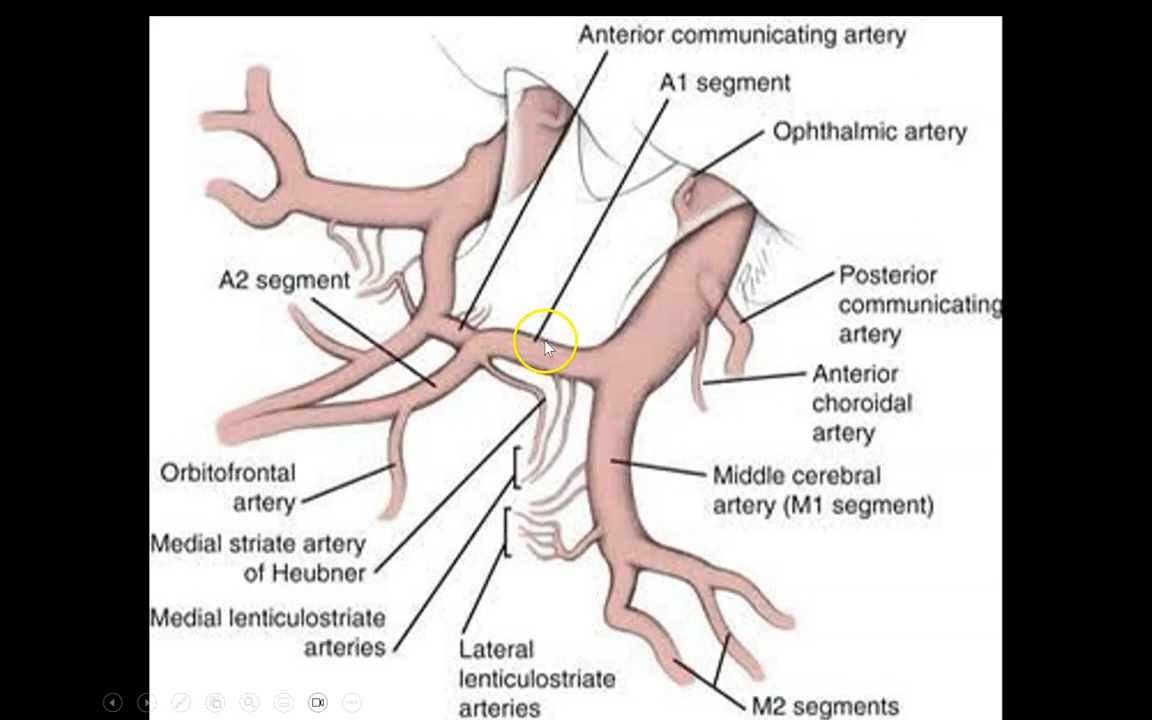 Anterior communicating artery
A1 segment
Ophthalmic artery
A2 segment
Posterior
communicating
artery
Anterior
choroidal
artery
Orbitofrontal
artery
Middle cerebral
artery (M1 segment)
Medial striate artery
of Heubner
Medial lenticulostriate
arteries
Lateral
lenticulostriate
arteries
M2 segments